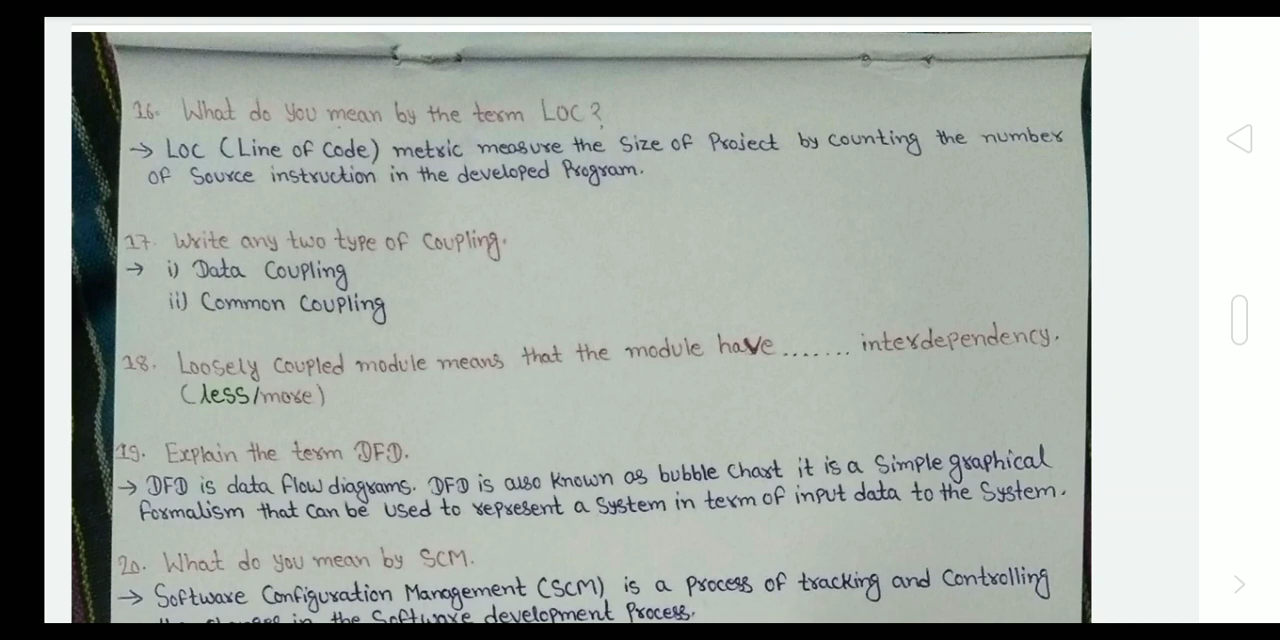 16. What do you mean by the term LOC?
→ LOC (Line of Code) metric measure the Size of Project by counting the number
of Source instruction in the developed Program.
17. Write any two type of Coupling.
→ i) Data Coupling
ii) Common Coupling
18. Loosely Coupled module means that the module have ....... interdependency.
(less/more)
19. Explain the term DFD.
→ DFD is data flow diagrams. DFD is also known as bubble chart it is a Simple graphical
formalism that can be used to represent a System in term of input data to the System.
20. What do you mean by SCM.
→ Software Configuration Management (SCM) is a process of tracking and Controlling
the changes in the Software development Process.